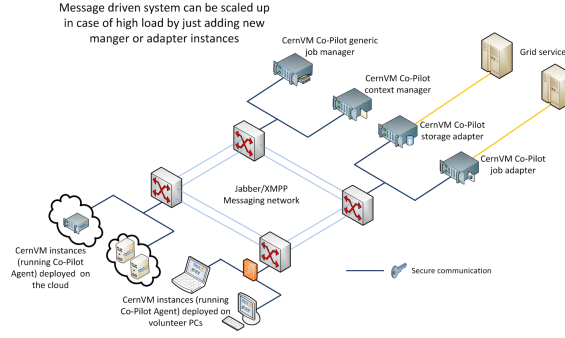 Message driven system can be scaled up
in case of high load by just adding new
manger or adapter instances
CernVM Co-Pilot generic
job manager
Grid services
CernVM Co-Pilot
context manager
CernVM Co-Pilot
storage adapter
CernVM Co-Pilot
job adapter
Jabber/XMPP
Messaging network
CernVM instances
(running Co-Pilot
Agent) deployed on
the cloud
CernVM instances (running
Co-Pilot Agent) deployed on
volunteer PCs
Secure communication